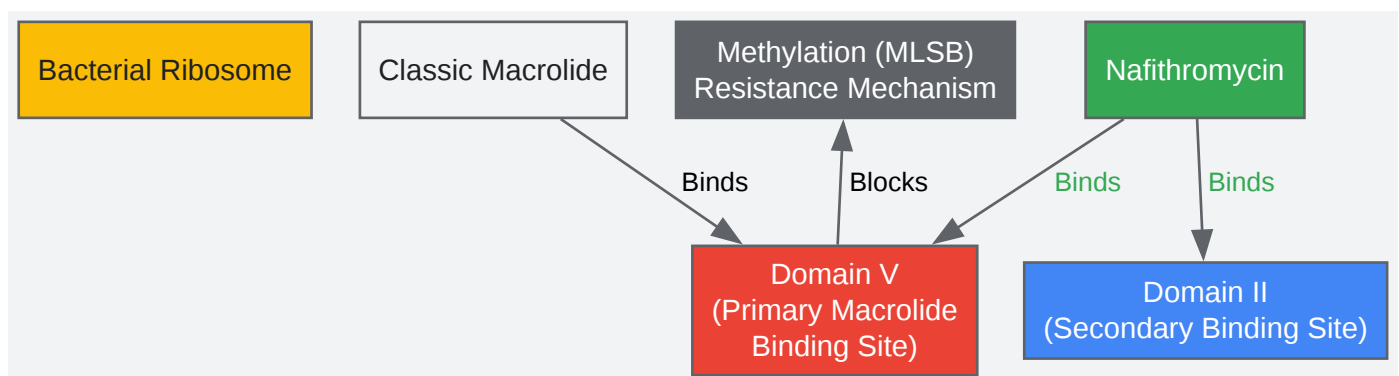 Bacterial Ribosome
Classic Macrolide
Methylation (MLSB)
Resistance Mechanism
Nafithromycin
Binds
Blocks
Binds
Binds
Domain V
(Primary Macrolide
Binding Site)
Domain II
(Secondary Binding Site)